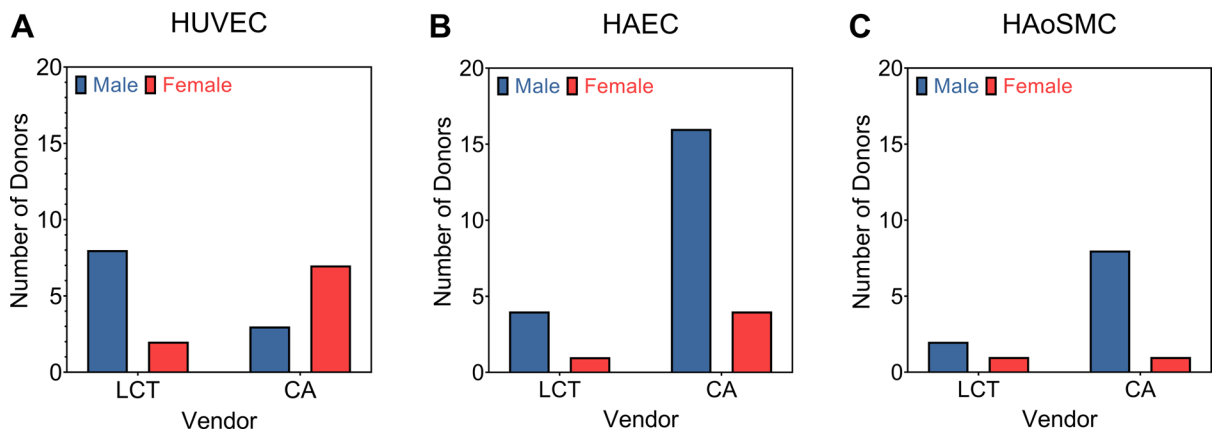 A
HUVEC
Male Female
Number of Donors
20
15
10
5
0
LCT CA
Vendor
B
HAEC
Male Female
Number of Donors
20
15
10
5
0
LCT CA
Vendor
C
HAoSMC
Male Female
Number of Donors
20
15
10
5
0
LCT CA
Vendor